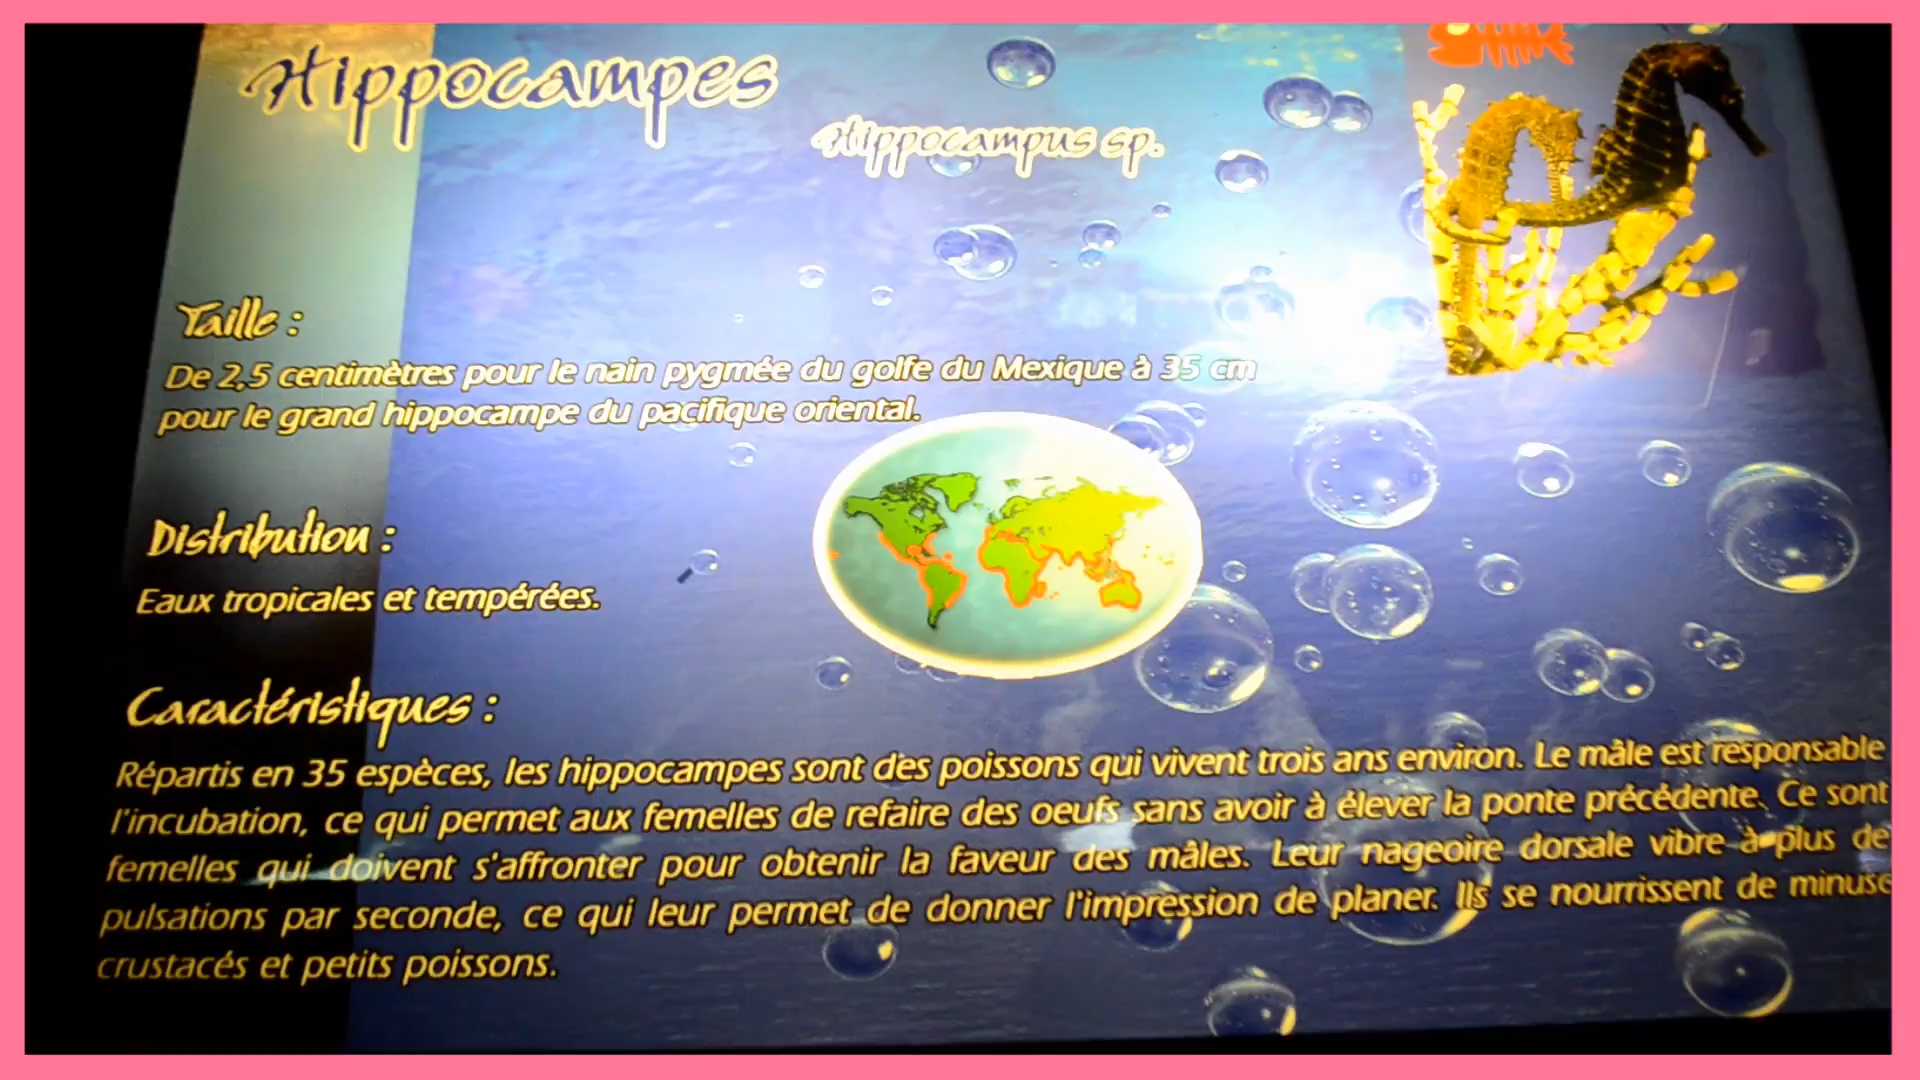 Hippocampes
Hippocampus sp.
Taille :
De 2,5 centimètres pour le nain pygmée du golfe du Mexique à 35 cm
pour le grand hippocampe du pacifique oriental.
Distribution :
Eaux tropicales et tempérées.
Caractéristiques :
Répartis en 35 espèces, les hippocampes sont des poissons qui vivent trois ans environ. Le mâle est responsable
l'incubation, ce qui permet aux femelles de refaire des oeufs sans avoir à élever la ponte précédente. Ce sont
femelles qui doivent s'affronter pour obtenir la faveur des mâles. Leur nageoire dorsale vibre à plus de
pulsations par seconde, ce qui leur permet de donner l'impression de planer. Ils se nourrissent de
crustacés et petits poissons.